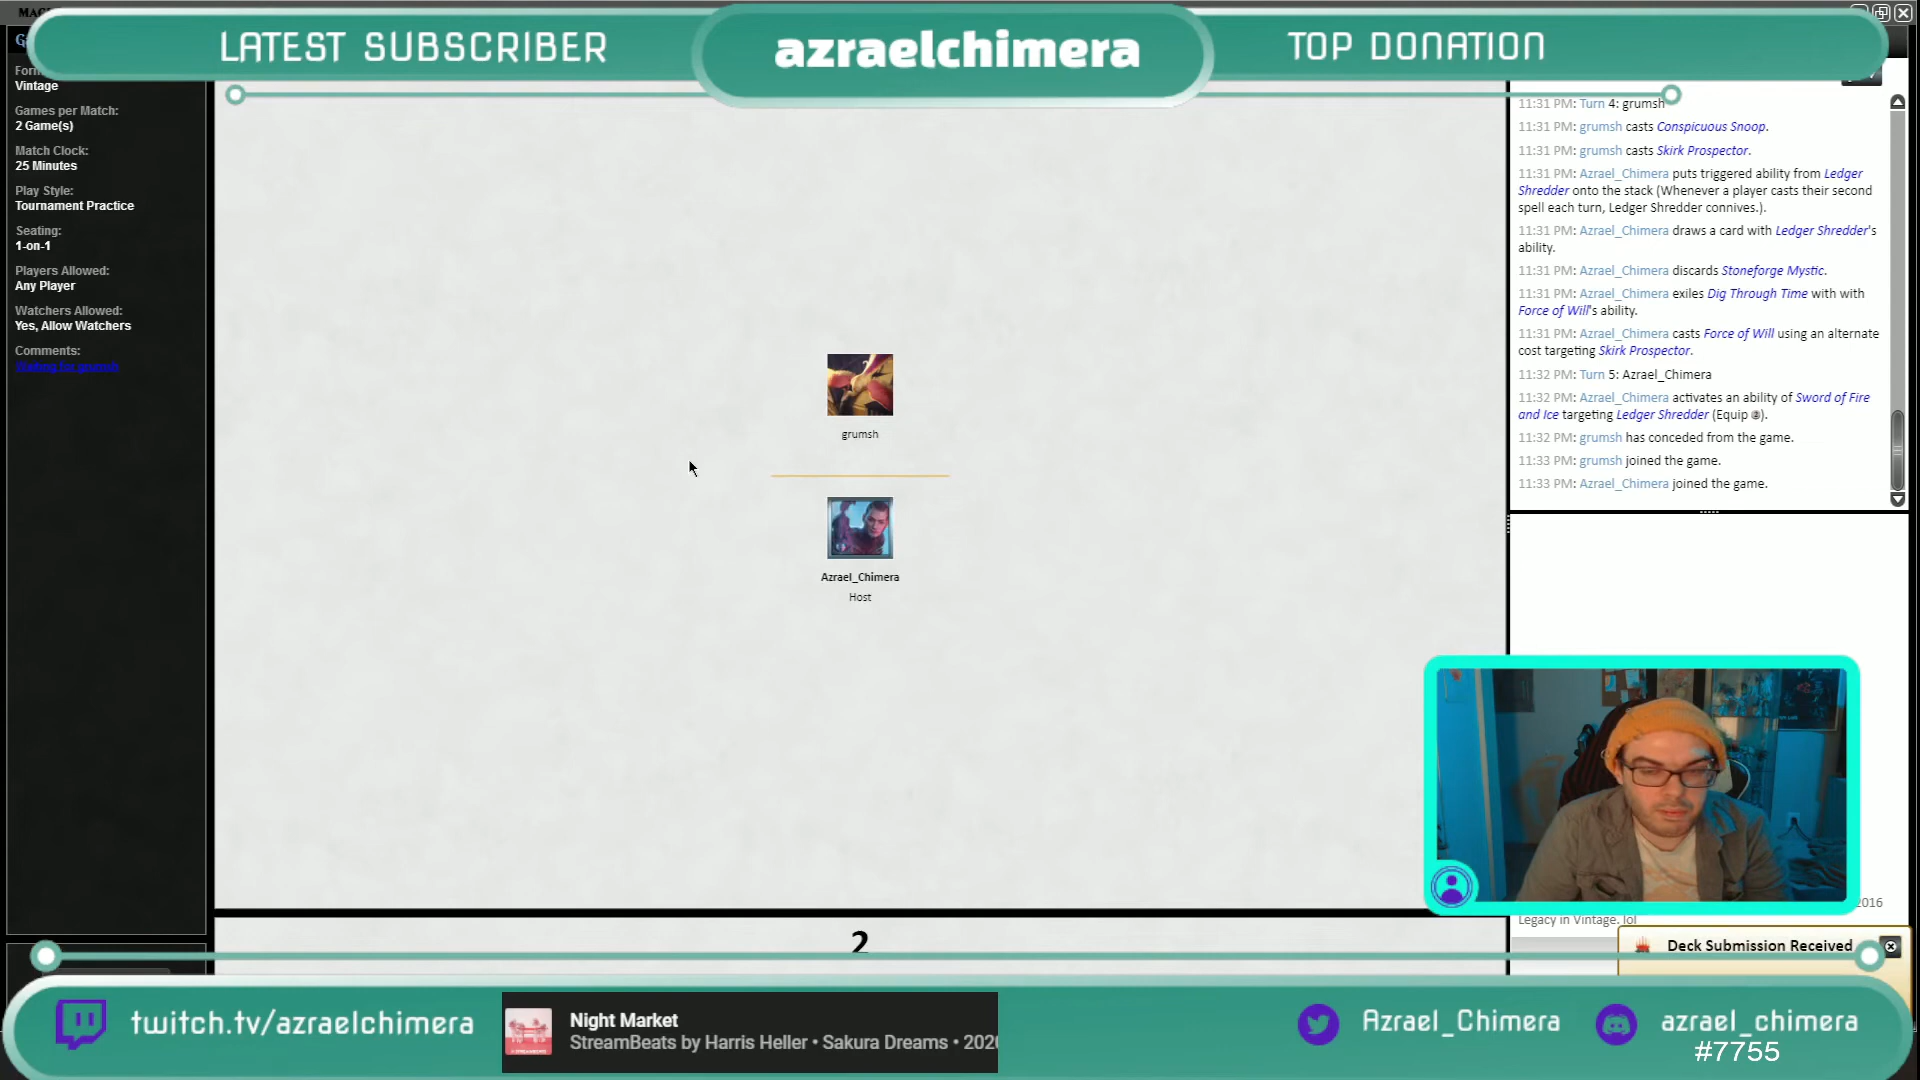 LATEST SUBSCRIBER
azraelchimera
TOP DONATION
Vintage
Games per Match:
2 Game(s)
Match Clock:
25 Minutes
Play Style:
Tournament Practice
Seating:
1-on-1
Players Allowed:
Any Player
Watchers Allowed:
Yes, Allow Watchers
Comments:
Waiting for grumsh
grumsh
Azrael_Chimera
Host
2
11:31 PM: Turn 4: grumsh
11:31 PM: grumsh casts Conspicuous Snoop.
11:31 PM: grumsh casts Skirk Prospector.
11:31 PM: Azrael_Chimera puts triggered ability from Ledger
Shredder onto the stack (Whenever a player casts their second
spell each turn, Ledger Shredder connives.).
11:31 PM: Azrael_Chimera draws a card with Ledger Shredder's
ability.
11:31 PM: Azrael_Chimera discards Stoneforge Mystic.
11:31 PM: Azrael_Chimera exiles Dig Through Time with with
Force of Will's ability.
11:31 PM: Azrael_Chimera casts Force of Will using an alternate
cost targeting Skirk Prospector.
11:32 PM: Turn 5: Azrael_Chimera
11:32 PM: Azrael_Chimera activates an ability of Sword of Fire
and Ice targeting Ledger Shredder (Equip ②).
11:32 PM: grumsh has conceded from the game.
11:33 PM: grumsh joined the game.
11:33 PM: Azrael_Chimera joined the game.
2016
Legacy in Vintage. lol
Deck Submission Received
twitch.tv/azraelchimera
Night Market
StreamBeats by Harris Heller • Sakura Dreams • 2020
Azrael_Chimera
azrael_chimera
#7755